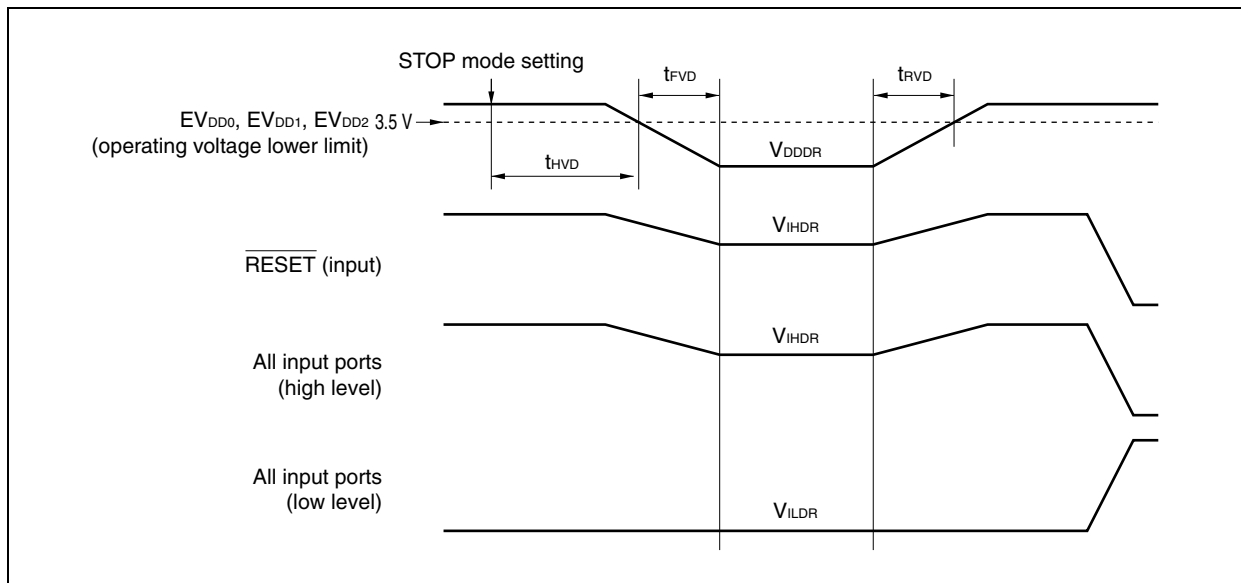 STOP mode setting
tFVD
tRVD
EVDD0, EVDD1, EVDD2 3.5 V
(operating voltage lower limit)
VDDDR
tHVD
VIHDR
RESET (input)
VIHDR
All input ports
(high level)
All input ports
(low level)
VILDR